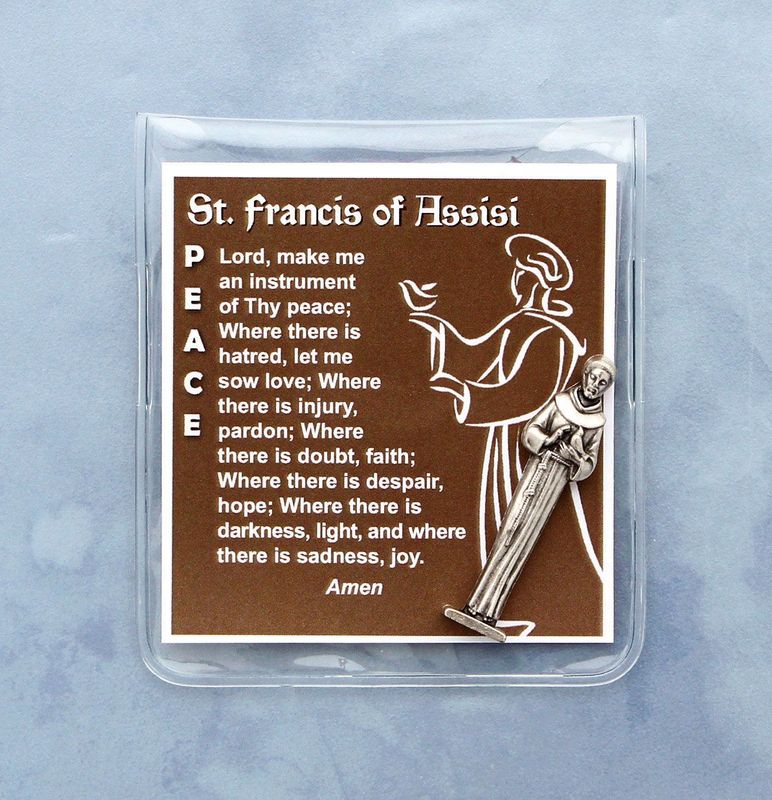 St. Francis of Assisi
PEACE
Lord, make me
an instrument
of Thy peace;
Where there is
hatred, let me
sow love; Where
there is injury,
pardon; Where
there is doubt, faith;
Where there is despair,
hope; Where there is
darkness, light, and where
there is sadness, joy.
Amen